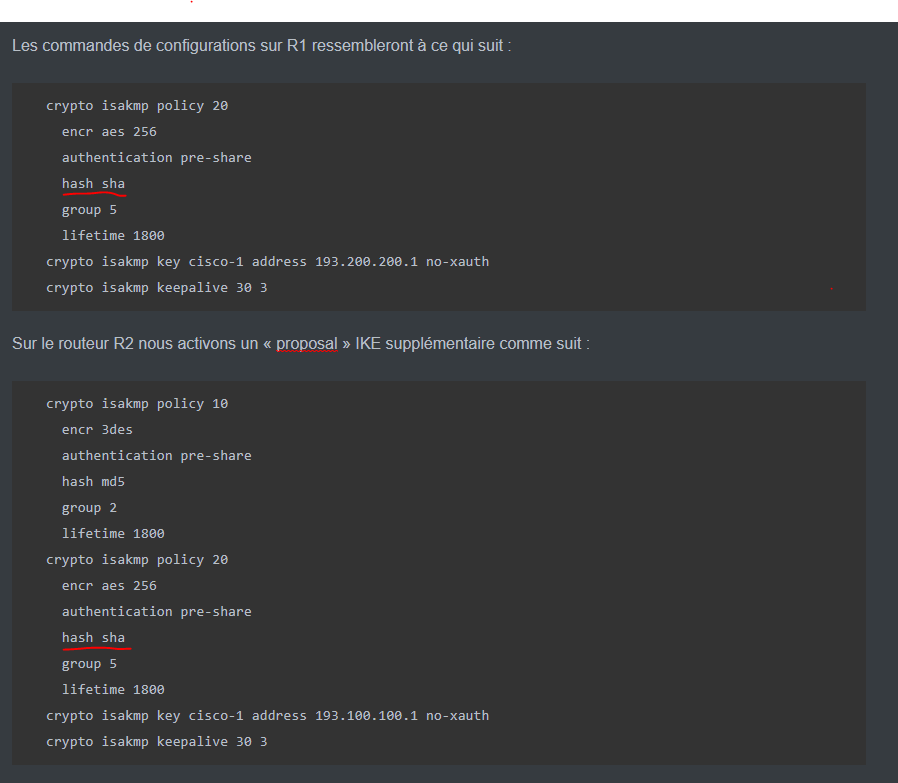 Les commandes de configurations sur R1 ressembleront à ce qui suit :
crypto isakmp policy 20
encr aes 256
authentication pre-share
hash sha
group 5
lifetime 1800
crypto isakmp key cisco-1 address 193.200.200.1 no-xauth
crypto isakmp keepalive 30 3
Sur le routeur R2 nous activons un « proposal » IKE supplémentaire comme suit :
crypto isakmp policy 10
encr 3des
authentication pre-share
hash md5
group 2
lifetime 1800
crypto isakmp policy 20
encr aes 256
authentication pre-share
hash sha
group 5
lifetime 1800
crypto isakmp key cisco-1 address 193.100.100.1 no-xauth
crypto isakmp keepalive 30 3